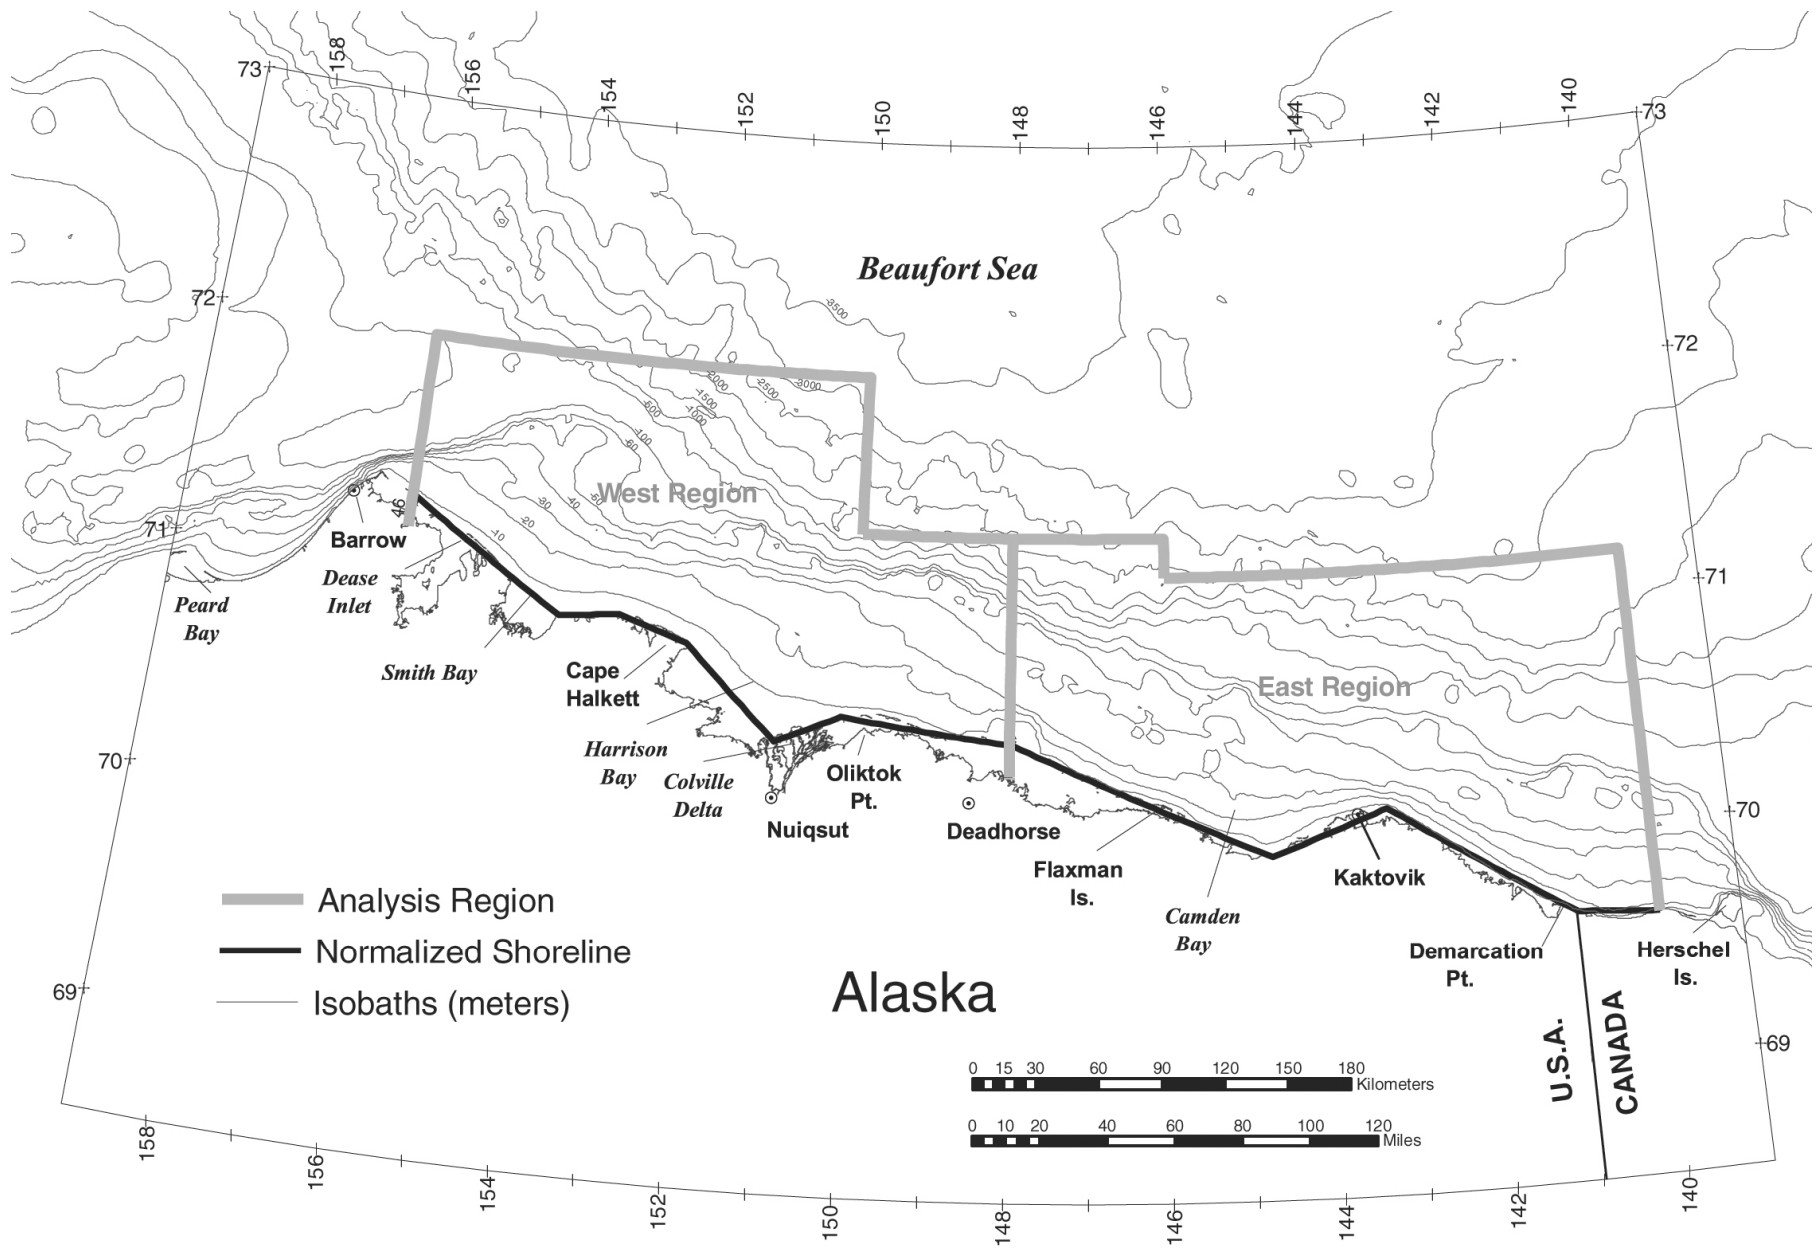 73
158
156
154
152
150
148
146
144
142
140
73
Beaufort Sea
72
72
-3500
-3000
-2500
-2000
-1500
-1000
-500
-100
-60
-50
-40
-30
-20
-10
West Region
46
71
71
Barrow
Dease
Inlet
Peard
Bay
Smith Bay
Cape
Halkett
East Region
Harrison
Bay
Colville
Delta
Oliktok
Pt.
70
70
Nuiqsut
Deadhorse
Flaxman
Is.
Kaktovik
Camden
Bay
Demarcation
Pt.
Herschel
Is.
Analysis Region
Normalized Shoreline
Isobaths (meters)
Alaska
69
69
U.S.A.
CANADA
0 15 30 60 90 120 150 180
Kilometers
0 10 20 40 60 80 100 120
Miles
158
156
154
152
150
148
146
144
142
140